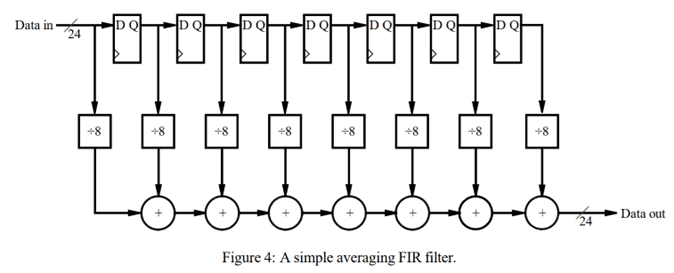 Data in
24
D Q D Q D Q D Q D Q D Q D Q
÷8 ÷8 ÷8 ÷8 ÷8 ÷8 ÷8 ÷8
+ + + + + + +
24
Data out
Figure 4: A simple averaging FIR filter.